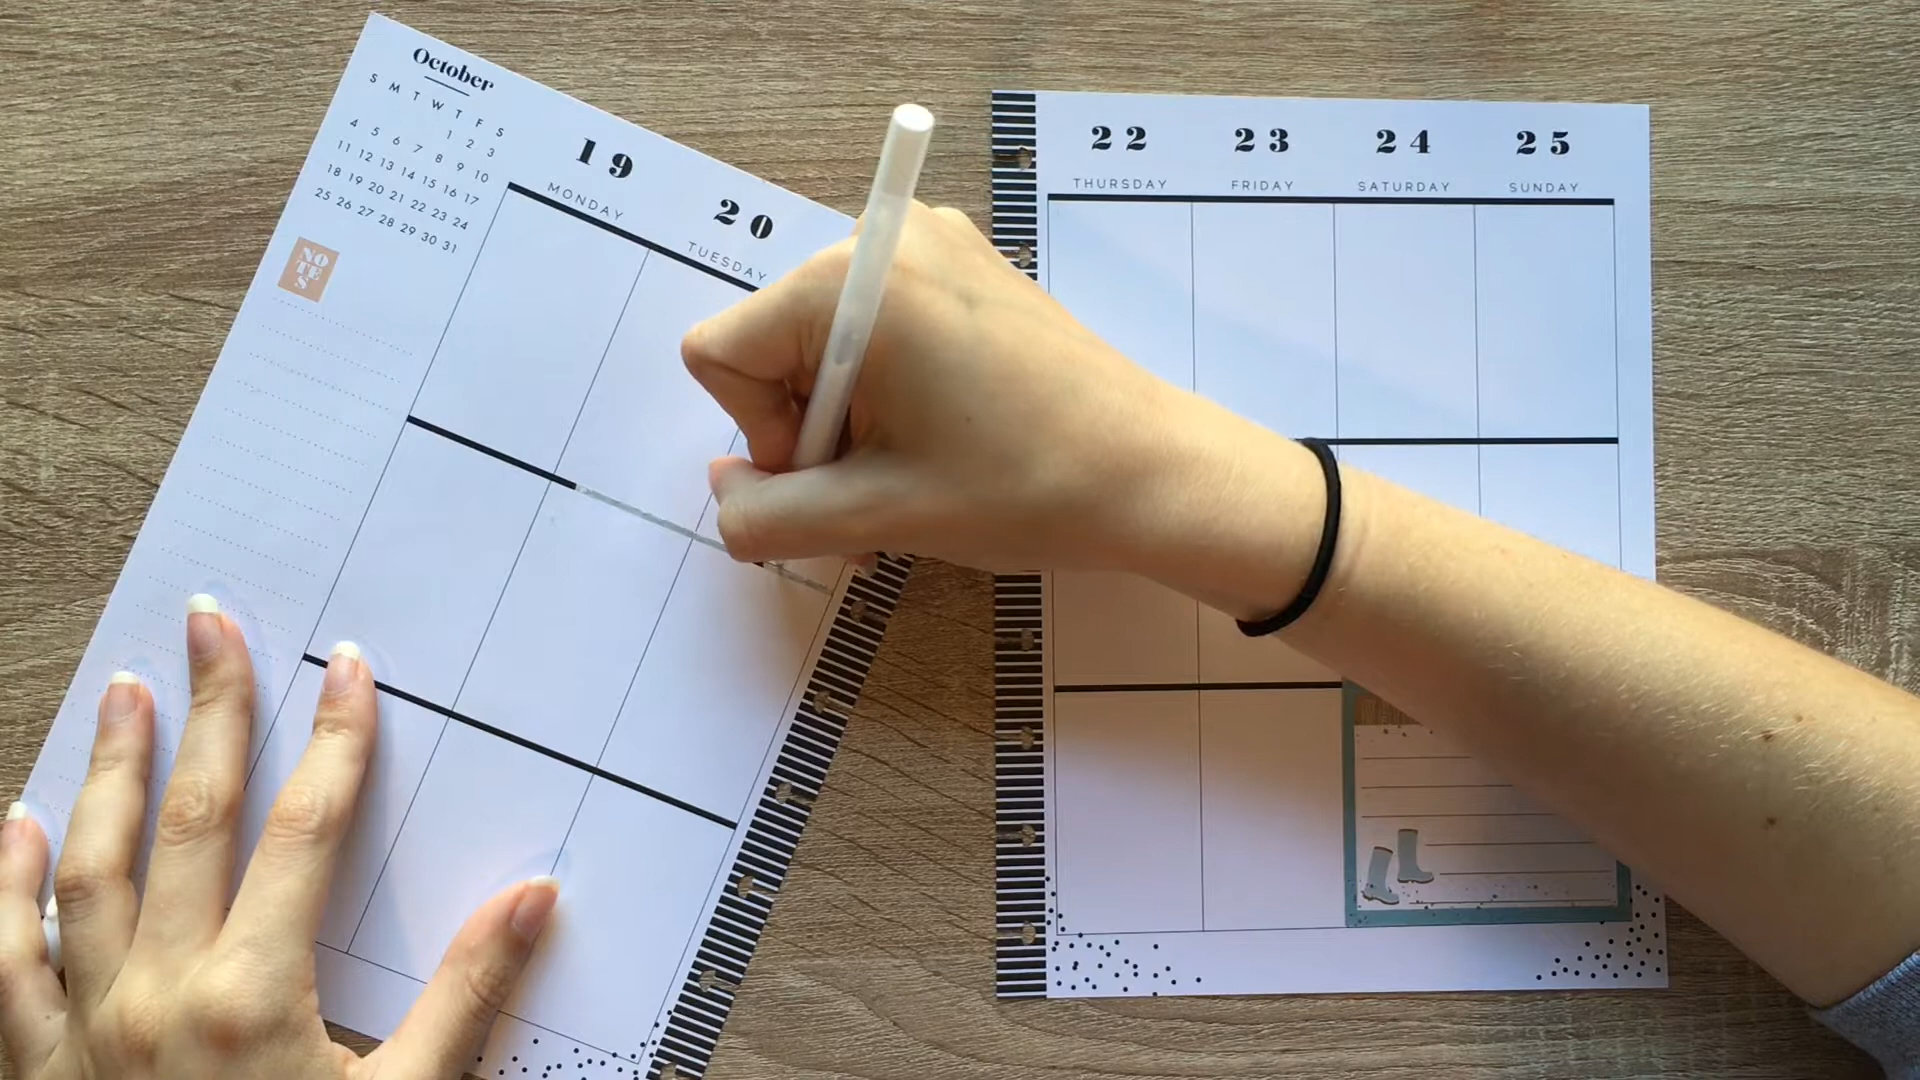 October
S M T W T F S
1 2 3
4 5 6 7 8 9 10
11 12 13 14 15 16 17
18 19 20 21 22 23 24
25 26 27 28 29 30 31
NO
TE
S
19
MONDAY
20
TUESDAY
22
THURSDAY
23
FRIDAY
24
SATURDAY
25
SUNDAY